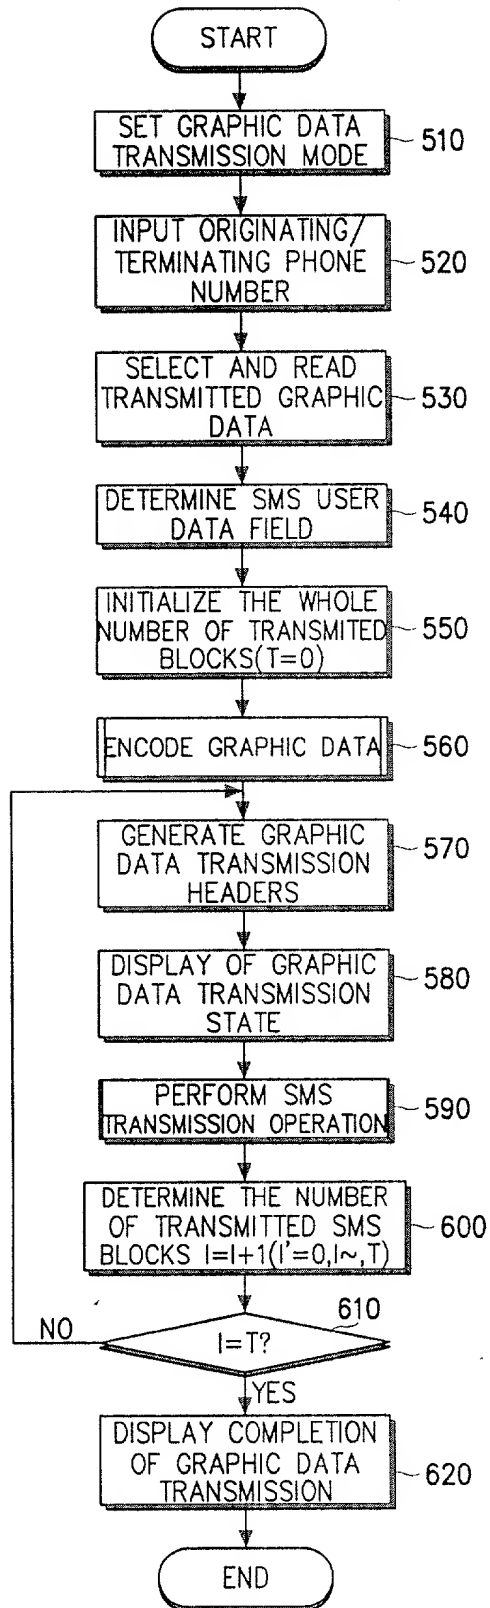 START
SET GRAPHIC DATA
TRANSMISSION MODE
510
INPUT ORIGINATING/
TERMINATING PHONE
NUMBER
520
SELECT AND READ
TRANSMITTED GRAPHIC
DATA
530
DETERMINE SMS USER
DATA FIELD
540
INITIALIZE THE WHOLE
NUMBER OF TRANSMITED
BLOCKS(T=0)
550
ENCODE GRAPHIC DATA
560
GENERATE GRAPHIC
DATA TRANSMISSION
HEADERS
570
DISPLAY OF GRAPHIC
DATA TRANSMISSION
STATE
580
PERFORM SMS
TRANSMISSION OPERATION
590
DETERMINE THE NUMBER
OF TRANSMITTED SMS
BLOCKS I=I+1(I'=0,I~,T)
600
610
NO
I=T?
YES
DISPLAY COMPLETION
OF GRAPHIC DATA
TRANSMISSION
620
END